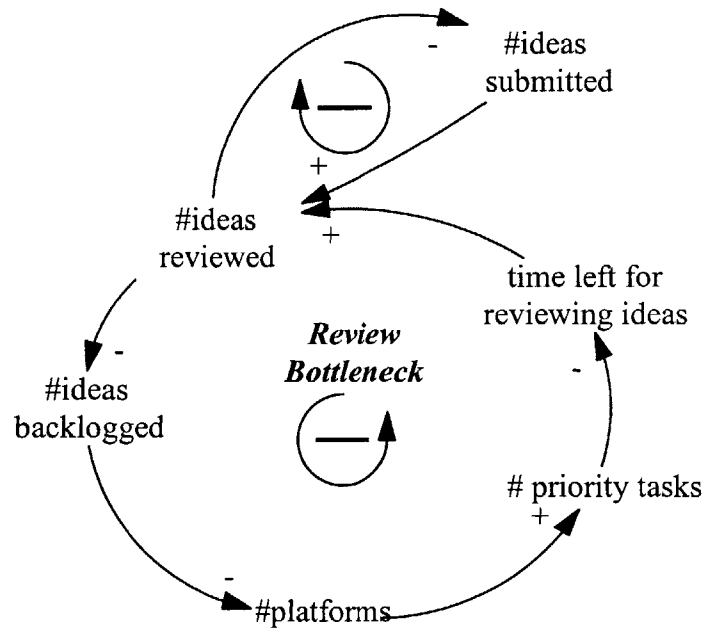 -
#ideas
submitted
+
#ideas
reviewed
+
time left for
reviewing ideas
Review
Bottleneck
-
#ideas
backlogged
-
# priority tasks
+
-
#platforms